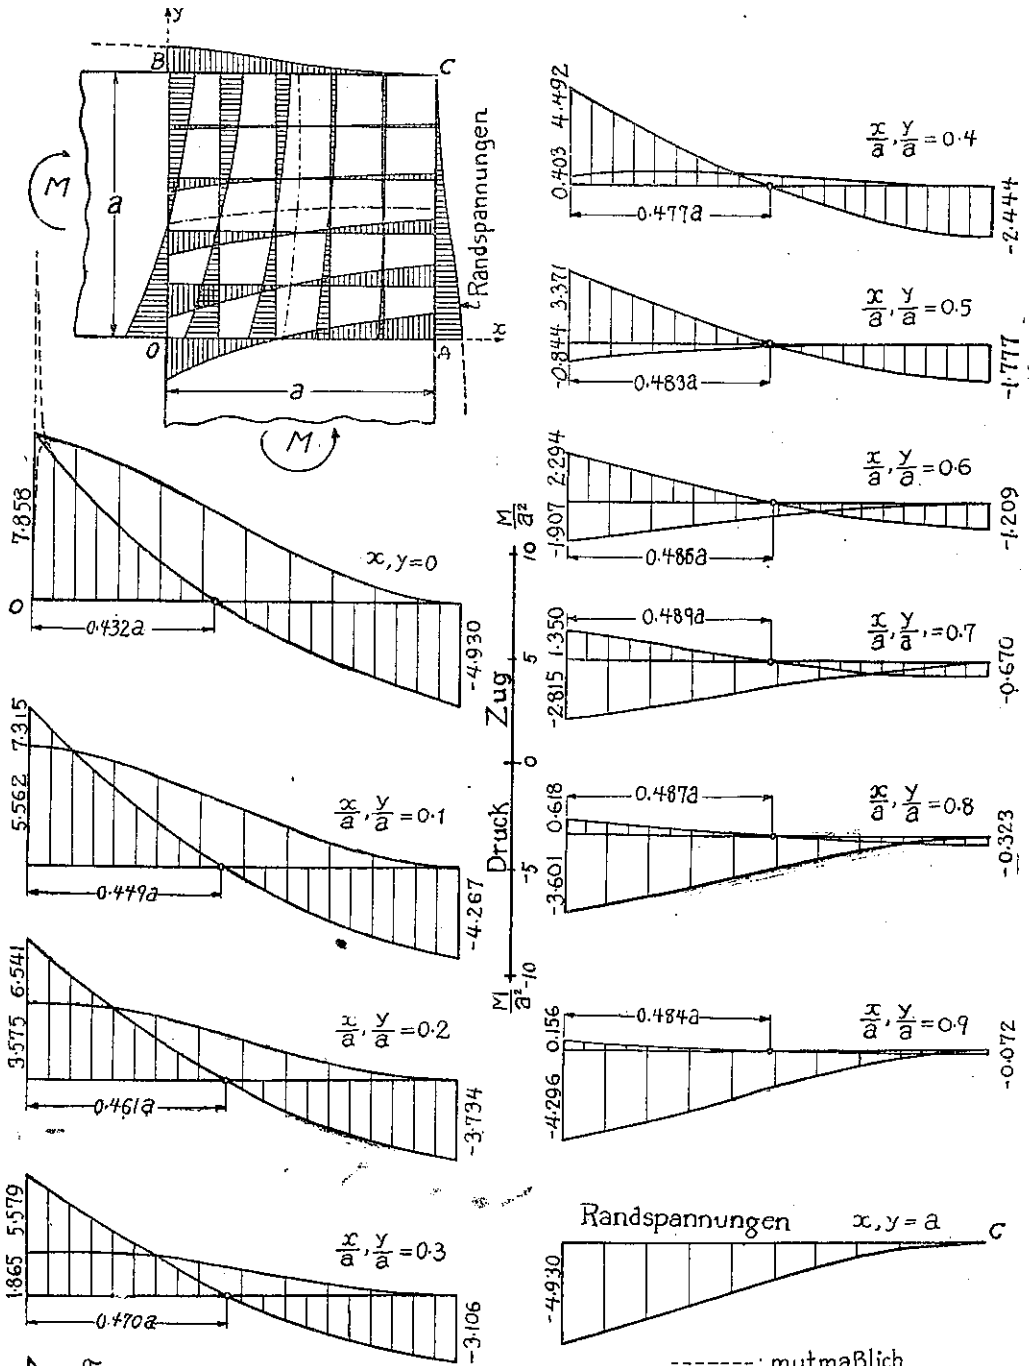 y
B
C
M
a
Randspannungen
O
A
x
a
M
7.858
0
x, y=0
0.432a
-4.930
7.315
5.562
x/a, y/a = 0.1
0.449a
-4.267
6.541
3.575
x/a, y/a = 0.2
0.461a
-3.734
5.579
1.865
x/a, y/a = 0.3
0.470a
-3.106
M/a²
10
5
Zug
0
Druck
-5
M/a² -10
4.492
0.403
x/a, y/a = 0.4
0.477a
-2.444
3.371
-0.844
x/a, y/a = 0.5
0.483a
-1.777
2.294
-1.907
x/a, y/a = 0.6
0.486a
-1.209
1.350
-2.815
0.489a
x/a, y/a, = 0.7
-0.670
0.618
-3.601
0.487a
x/a, y/a = 0.8
-0.323
0.156
-4.296
0.484a
x/a, y/a = 0.9
-0.072
Randspannungen x, y = a C
-4.930
-------: mutmaßlich